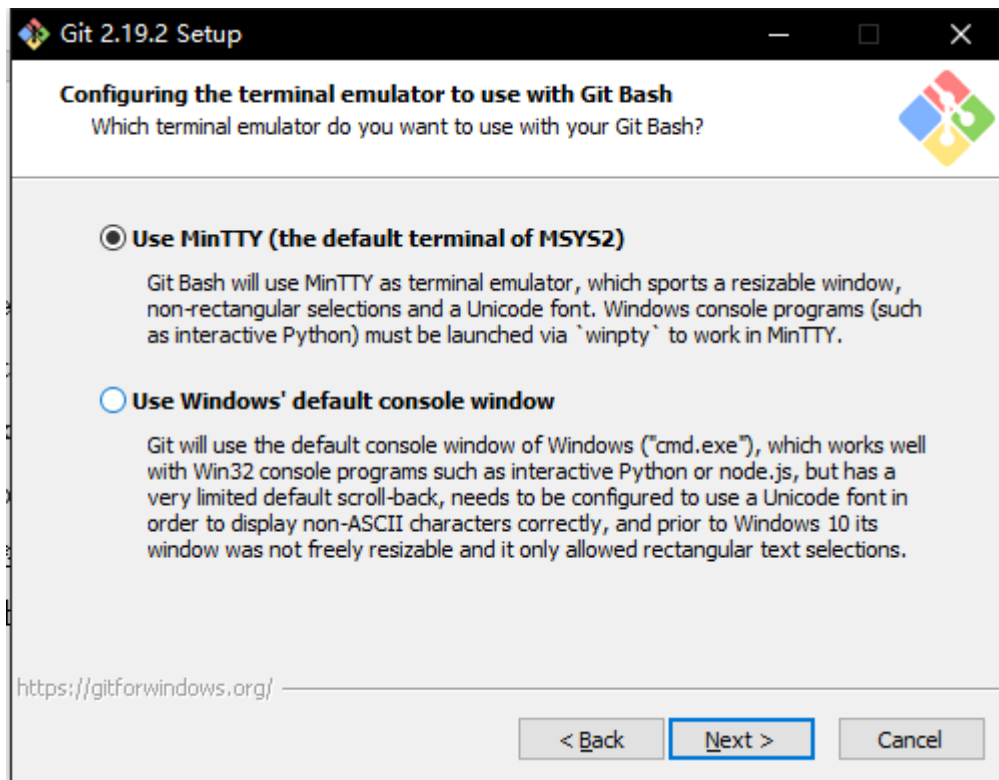 Git 2.19.2 Setup
Configuring the terminal emulator to use with Git Bash
Which terminal emulator do you want to use with your Git Bash?
Use MinTTY (the default terminal of MSYS2)
Git Bash will use MinTTY as terminal emulator, which sports a resizable window,
non-rectangular selections and a Unicode font. Windows console programs (such
as interactive Python) must be launched via `winpty` to work in MinTTY.
Use Windows' default console window
Git will use the default console window of Windows ("cmd.exe"), which works well
with Win32 console programs such as interactive Python or node.js, but has a
very limited default scroll-back, needs to be configured to use a Unicode font in
order to display non-ASCII characters correctly, and prior to Windows 10 its
window was not freely resizable and it only allowed rectangular text selections.
https://gitforwindows.org/
< Back Next > Cancel